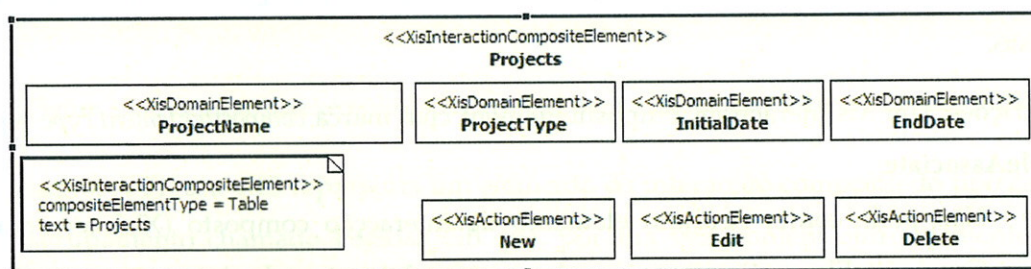 <<XisInteractionCompositeElement>>
Projects
<<XisDomainElement>>
ProjectName
<<XisDomainElement>>
ProjectType
<<XisDomainElement>>
InitialDate
<<XisDomainElement>>
EndDate
<<XisInteractionCompositeElement>>
compositeElementType = Table
text = Projects
<<XisActionElement>>
New
<<XisActionElement>>
Edit
<<XisActionElement>>
Delete